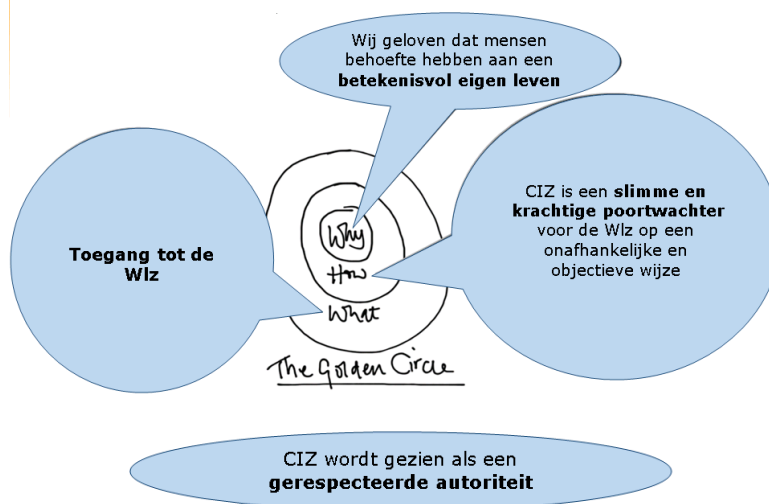 Wij geloven dat mensen
behoefte hebben aan een
betekenisvol eigen leven
CIZ is een slimme en
krachtige poortwachter
voor de Wlz op een
onafhankelijke en
objectieve wijze
Toegang tot de
Wlz
Why
How
What
The Golden Circle
CIZ wordt gezien als een
gerespecteerde autoriteit